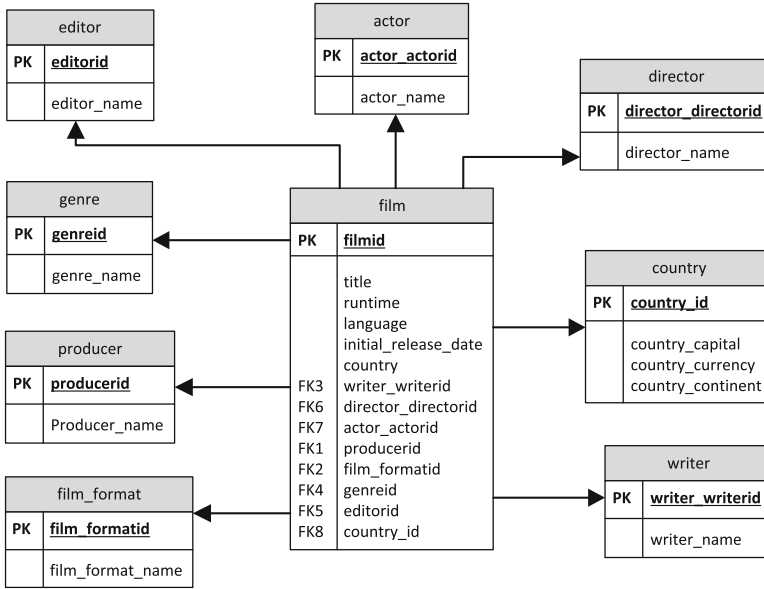 editor
PK editorid
editor_name
actor
PK actor_actorid
actor_name
director
PK director_directorid
director_name
genre
PK genreid
genre_name
film
PK filmid
title
runtime
language
initial_release_date
country
FK3 writer_writerid
FK6 director_directorid
FK7 actor_actorid
FK1 producerid
FK2 film_formatid
FK4 genreid
FK5 editorid
FK8 country_id
country
PK country_id
country_capital
country_currency
country_continent
producer
PK producerid
Producer_name
film_format
PK film_formatid
film_format_name
writer
PK writer_writerid
writer_name